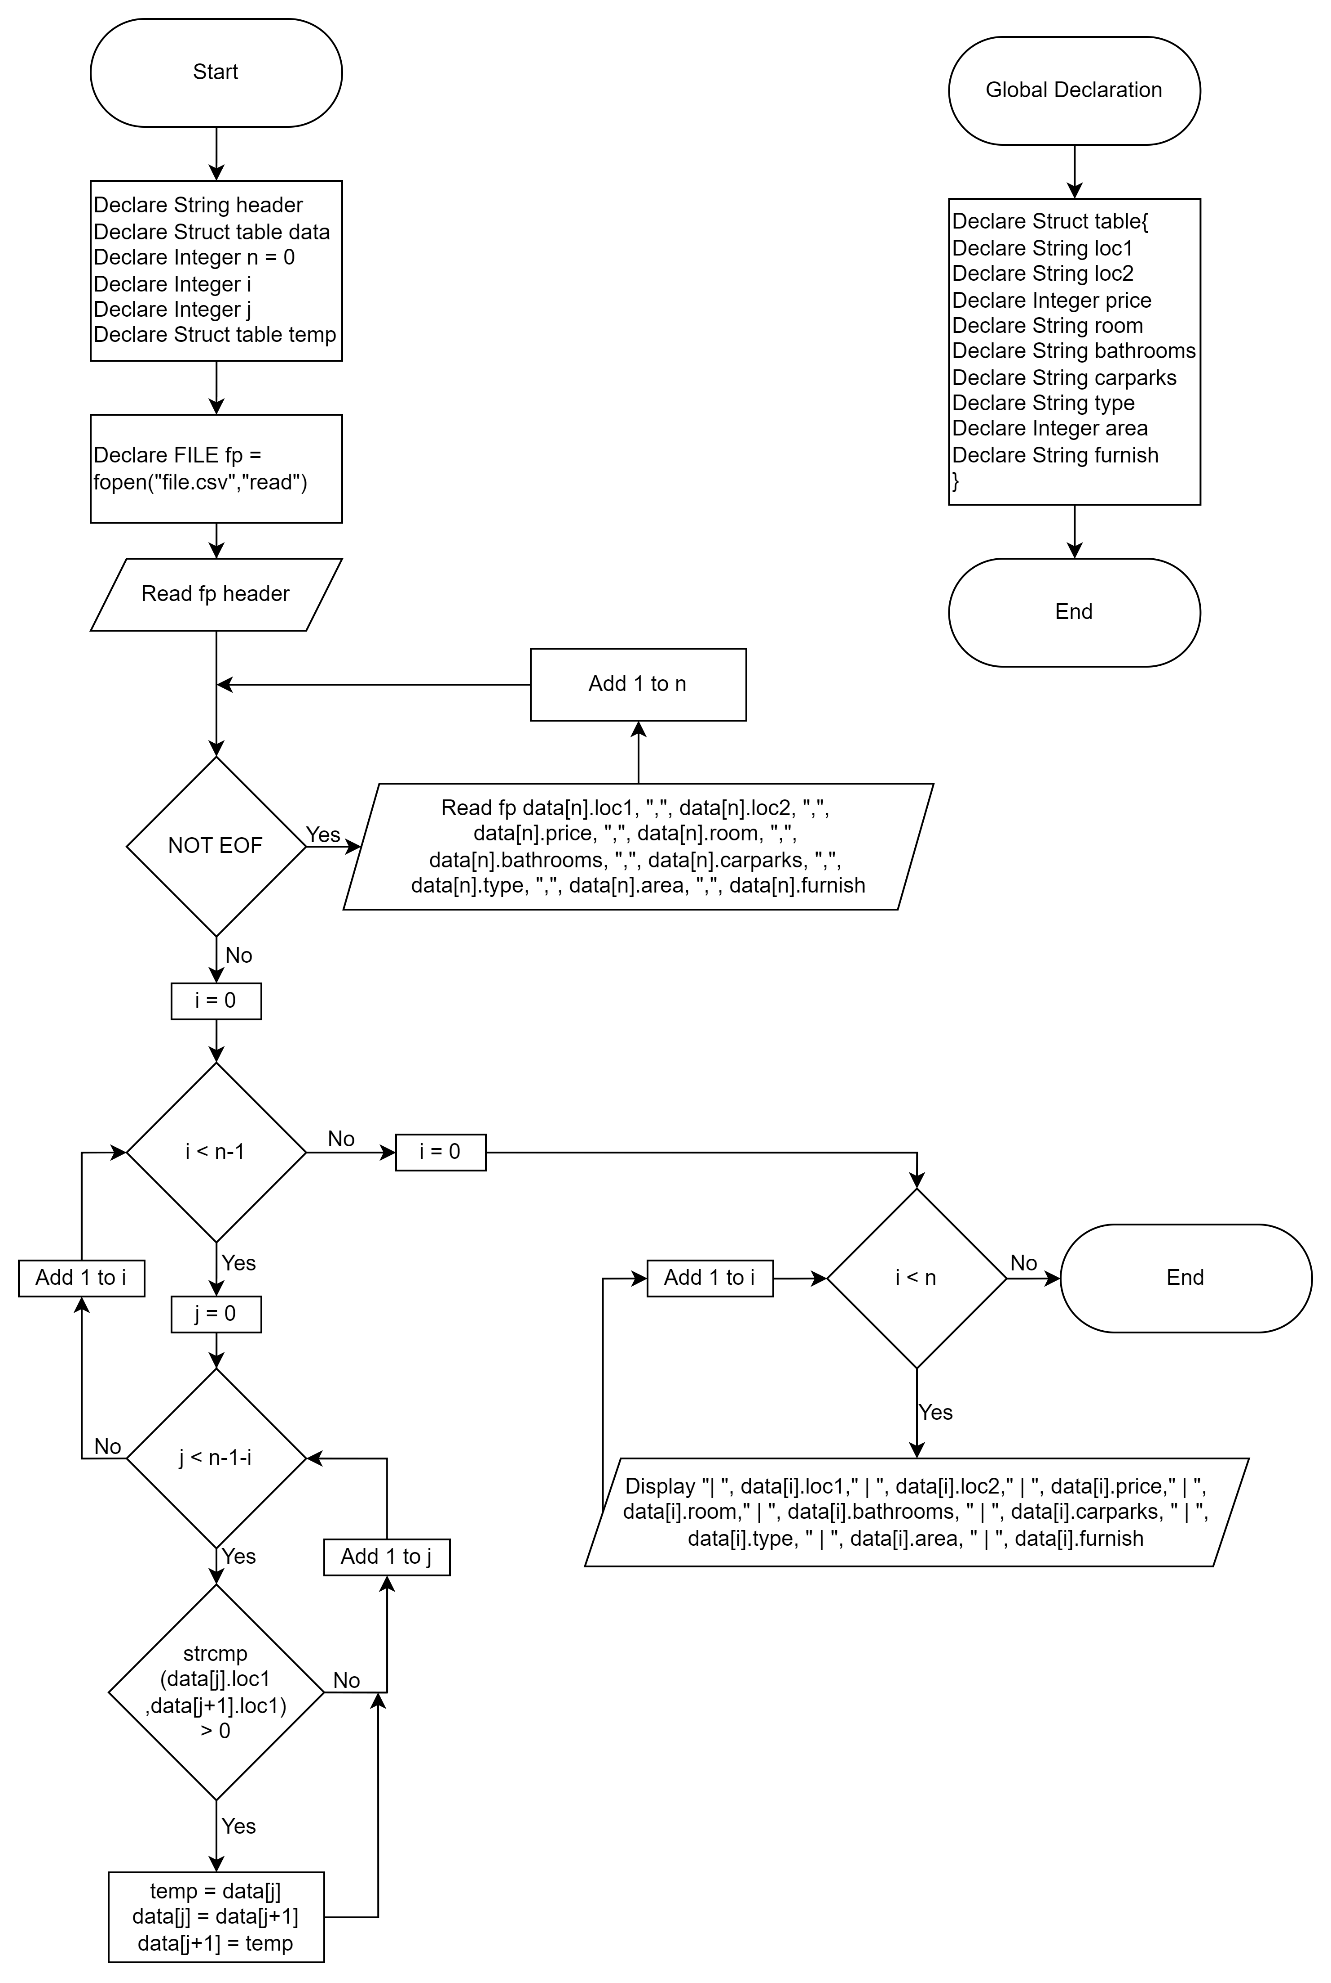 Start
Declare String header
Declare Struct table data
Declare Integer n = 0
Declare Integer i
Declare Integer j
Declare Struct table temp
Declare FILE fp =
fopen("file.csv","read")
Read fp header
Add 1 to n
NOT EOF
Yes
Read fp data[n].loc1, ",", data[n].loc2, ",",
data[n].price, ",", data[n].room, ",",
data[n].bathrooms, ",", data[n].carparks, ",",
data[n].type, ",", data[n].area, ",", data[n].furnish
No
i = 0
i < n-1
No
i = 0
Yes
Add 1 to i
j = 0
j < n-1-i
No
Yes
Add 1 to j
strcmp
(data[j].loc1
,data[j+1].loc1)
> 0
No
Yes
temp = data[j]
data[j] = data[j+1]
data[j+1] = temp
Add 1 to i
i < n
No
End
Yes
Display "| ", data[i].loc1," | ", data[i].loc2," | ", data[i].price," | ",
data[i].room," | ", data[i].bathrooms, " | ", data[i].carparks, " | ",
data[i].type, " | ", data[i].area, " | ", data[i].furnish
Global Declaration
Declare Struct table{
Declare String loc1
Declare String loc2
Declare Integer price
Declare String room
Declare String bathrooms
Declare String carparks
Declare String type
Declare Integer area
Declare String furnish
}
End